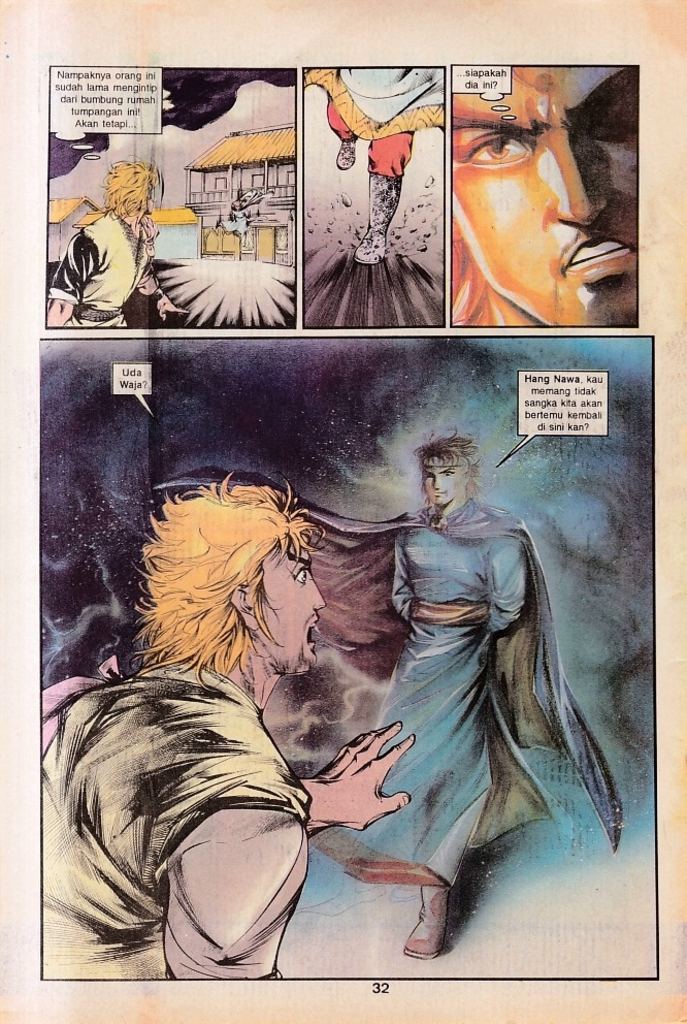 Nampaknya orang ini
sudah lama mengintip
dari bumbung rumah
tumpangan ini!
Akan tetapi...
...siapakah
dia ini?
Uda
Waja?
Hang Nawa, kau
memang tidak
sangka kita akan
bertemu kembali
di sini kan?
32